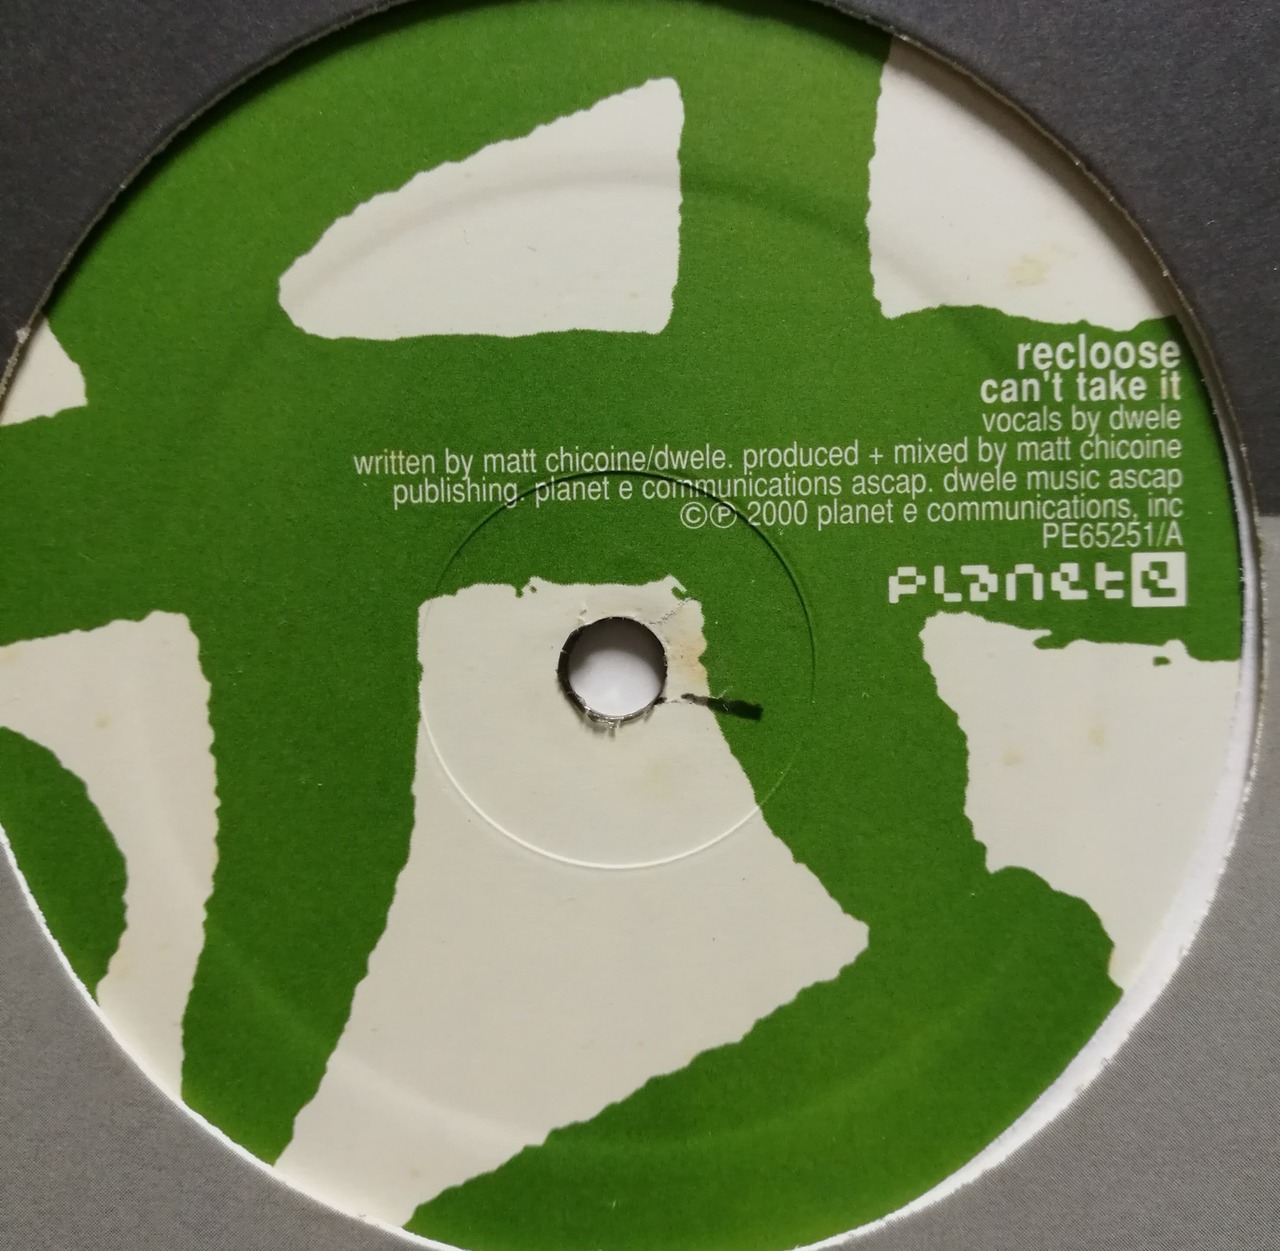 recloose
can't take it
vocals by dwele
written by matt chicoine/dwele. produced + mixed by matt chicoine
publishing. planet e communications ascap. dwele music ascap
©℗ 2000 planet e communications, inc
PE65251/A
planet e